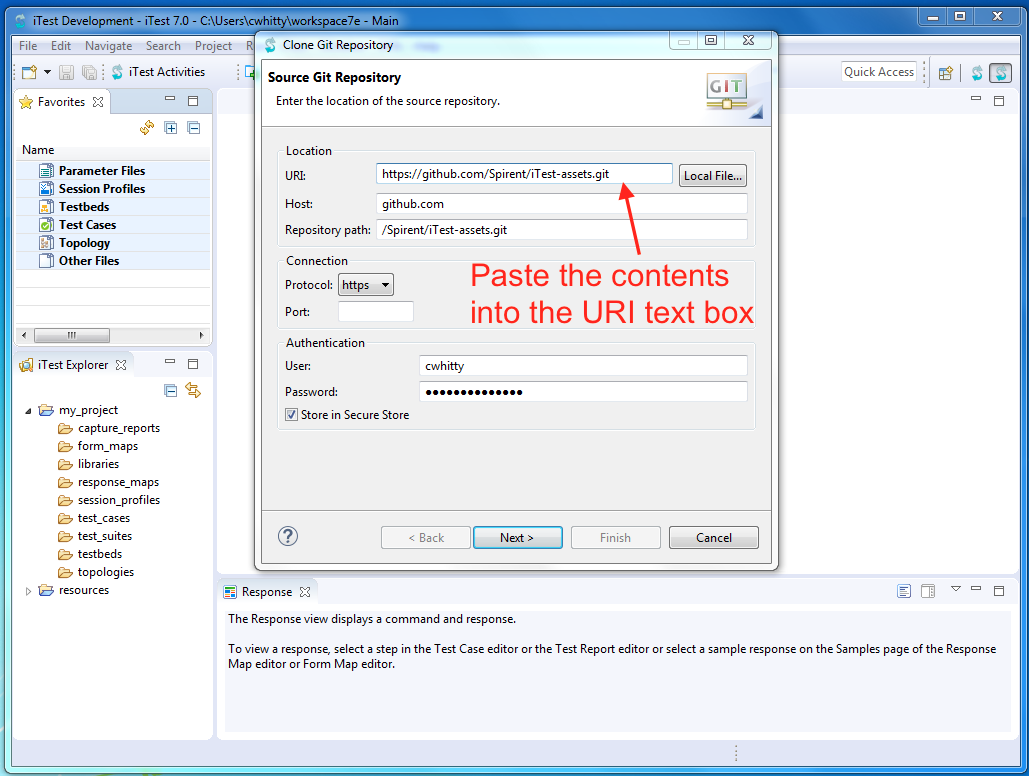 iTest Development - iTest 7.0 - C:\Users\cwhitty\workspace7e - Main
File Edit Navigate Search Project
iTest Activities
Quick Access
Favorites
Name
Parameter Files
Session Profiles
Testbeds
Test Cases
Topology
Other Files
iTest Explorer
my_project
capture_reports
form_maps
libraries
response_maps
session_profiles
test_cases
test_suites
testbeds
topologies
resources
Clone Git Repository
Source Git Repository
Enter the location of the source repository.
GIT
Location
URI: https://github.com/Spirent/iTest-assets.git Local File...
Host: github.com
Repository path: /Spirent/iTest-assets.git
Connection
Protocol: https
Port:
Paste the contents
into the URI text box
Authentication
User: cwhitty
Password: ●●●●●●●●●●●●●●
Store in Secure Store
? < Back Next > Finish Cancel
Response
The Response view displays a command and response.
To view a response, select a step in the Test Case editor or the Test Report editor or select a sample response on the Samples page of the Response
Map editor or Form Map editor.